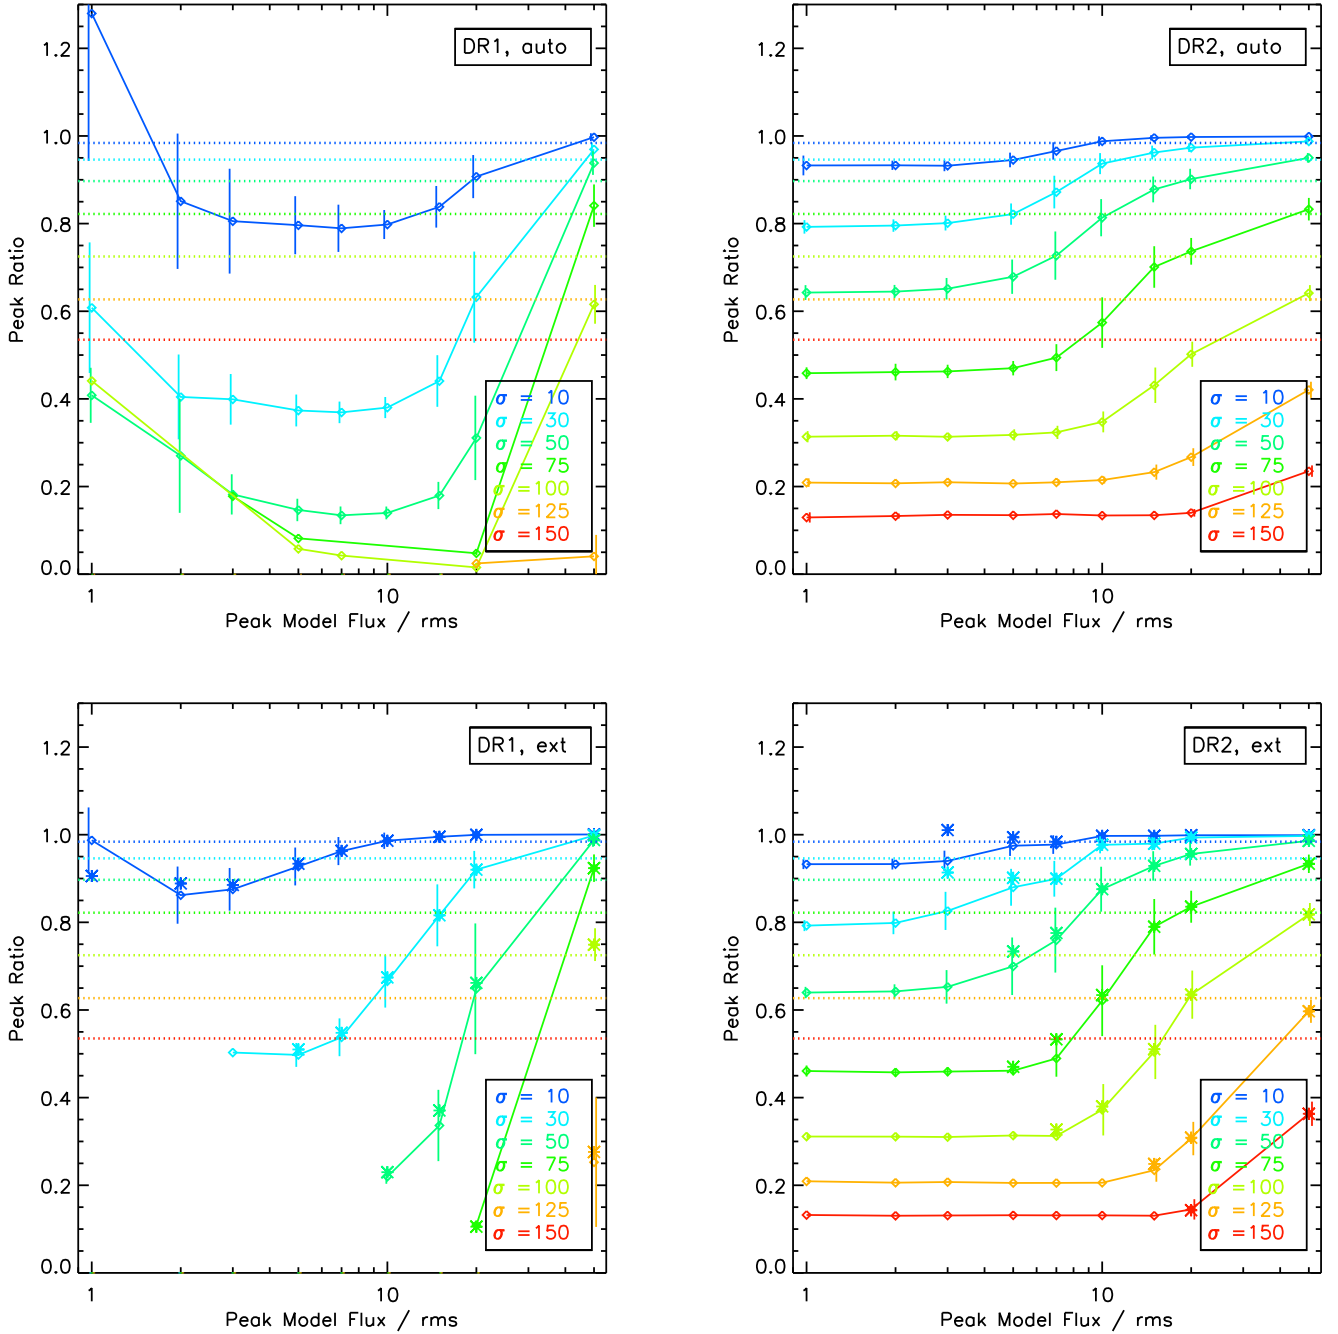 DR1, auto
1.2
1.0
0.8
0.6
0.4
0.2
0.0
Peak Ratio
σ = 10
σ = 30
σ = 50
σ = 75
σ =100
σ =125
σ =150
1 10
Peak Model Flux / rms
DR2, auto
1.2
1.0
0.8
0.6
0.4
0.2
0.0
Peak Ratio
σ = 10
σ = 30
σ = 50
σ = 75
σ =100
σ =125
σ =150
1 10
Peak Model Flux / rms
DR1, ext
1.2
1.0
0.8
0.6
0.4
0.2
0.0
Peak Ratio
σ = 10
σ = 30
σ = 50
σ = 75
σ =100
σ =125
σ =150
1 10
Peak Model Flux / rms
DR2, ext
1.2
1.0
0.8
0.6
0.4
0.2
0.0
Peak Ratio
σ = 10
σ = 30
σ = 50
σ = 75
σ =100
σ =125
σ =150
1 10
Peak Model Flux / rms